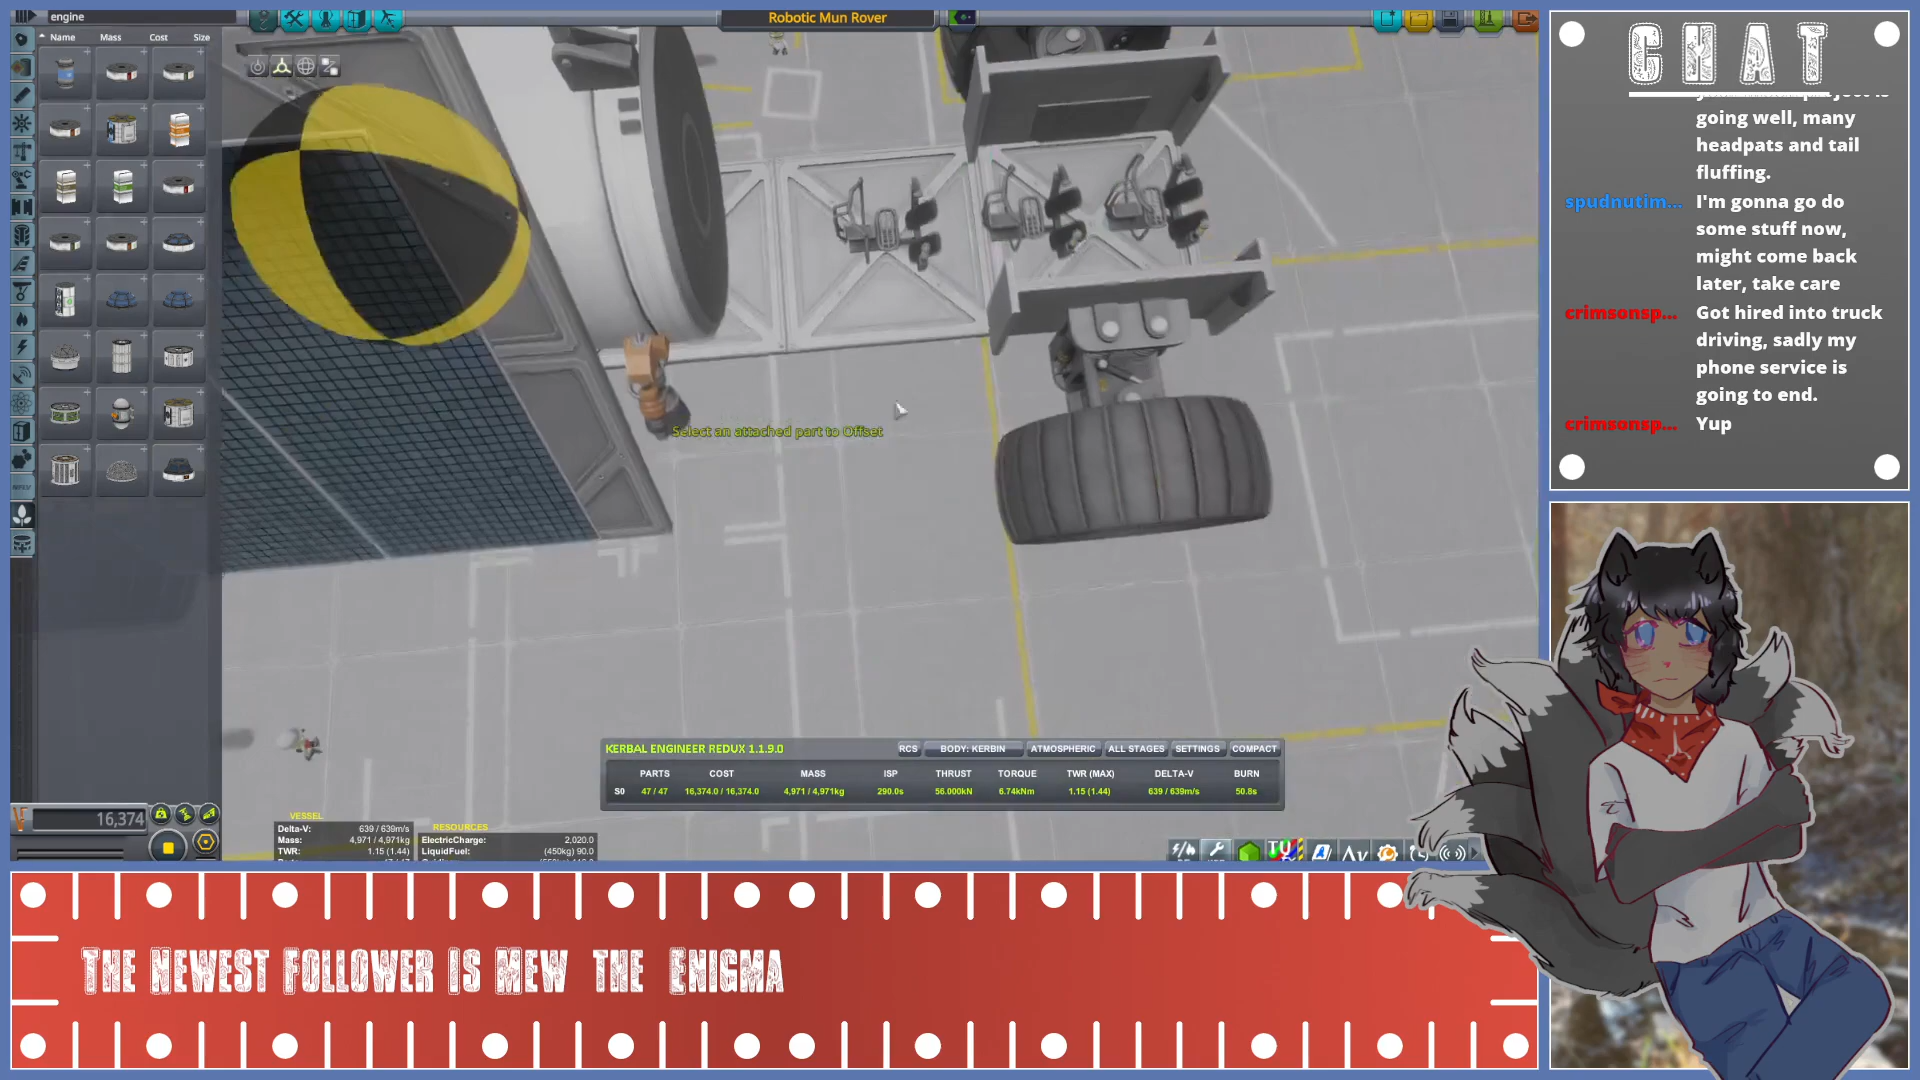 engine
Robotic Mun Rover
Name Mass Cost Size
CHAT
going well, many
headpats and tail
fluffing.
spudnutim... I'm gonna go do
some stuff now,
might come back
later, take care
crimsonsp... Got hired into truck
driving, sadly my
phone service is
going to end.
crimsonsp... Yup
Select an attached part to Offset
KERBAL ENGINEER REDUX 1.1.9.0 RCS BODY: KERBIN ATMOSPHERIC ALL STAGES SETTINGS COMPACT
PARTS COST MASS ISP THRUST TORQUE TWR (MAX) DELTA-V BURN
S0 47 / 47 16,374.0 / 16,374.0 4,971 / 4,971kg 290.0s 56.000kN 6.74kNm 1.15 (1.44) 639 / 639m/s 50.8s
16,374
VESSEL
Delta-V: 639 / 639m/s
Mass: 4,971 / 4,971kg
TWR: 1.15 (1.44)
RESOURCES
ElectricCharge: 2,020.0
LiquidFuel: (450kg) 90.0
The Newest Follower Is Mew the Enigma